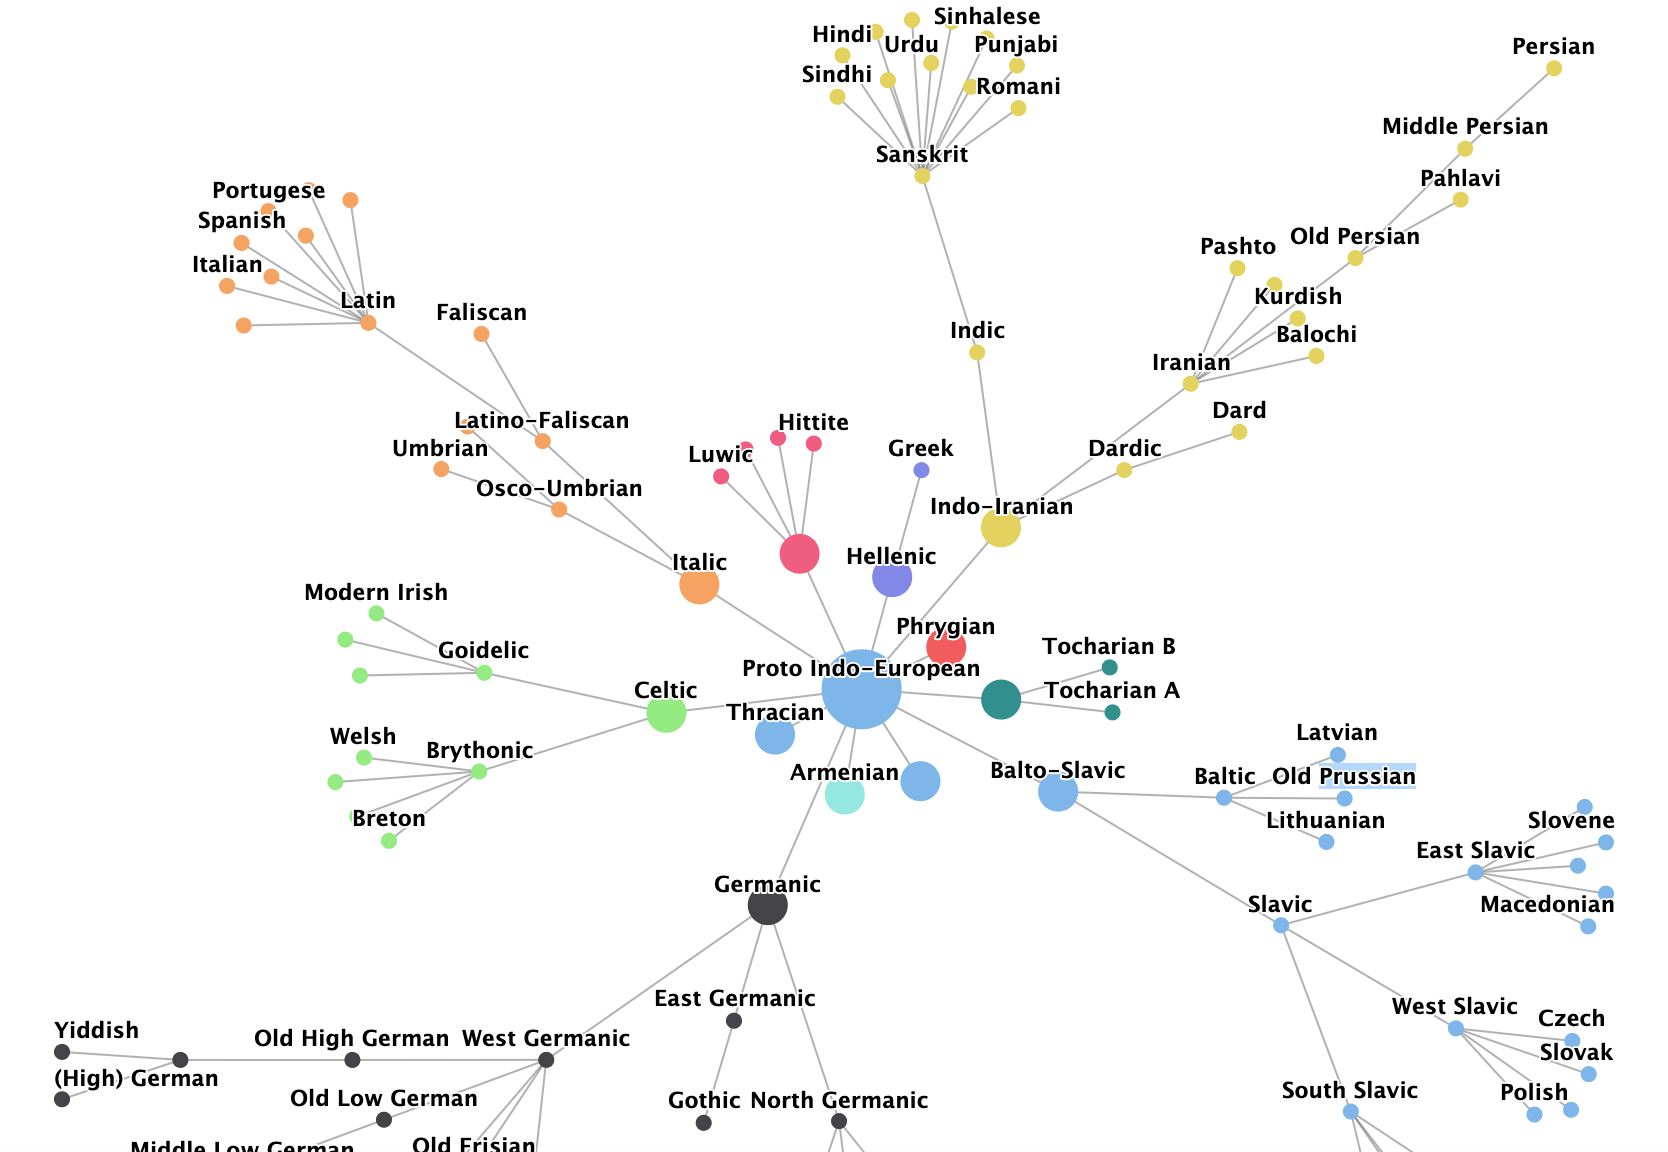 Sinhalese
Hindi
Urdu
Punjabi
Persian
Sindhi
Romani
Middle Persian
Sanskrit
Pahlavi
Portugese
Spanish
Old Persian
Pashto
Italian
Kurdish
Latin
Faliscan
Indic
Balochi
Iranian
Dard
Latino-Faliscan
Hittite
Umbrian
Luwic
Greek
Dardic
Osco-Umbrian
Indo-Iranian
Italic
Hellenic
Modern Irish
Phrygian
Goidelic
Tocharian B
Proto Indo-European
Celtic
Tocharian A
Thracian
Welsh
Latvian
Brythonic
Armenian
Balto-Slavic
Baltic
Old Prussian
Breton
Lithuanian
Slovene
East Slavic
Germanic
Slavic
Macedonian
East Germanic
West Slavic
Czech
Yiddish
Old High German
West Germanic
Slovak
(High) German
Old Low German
Gothic
North Germanic
South Slavic
Polish
Middle Low German
Old Frisian